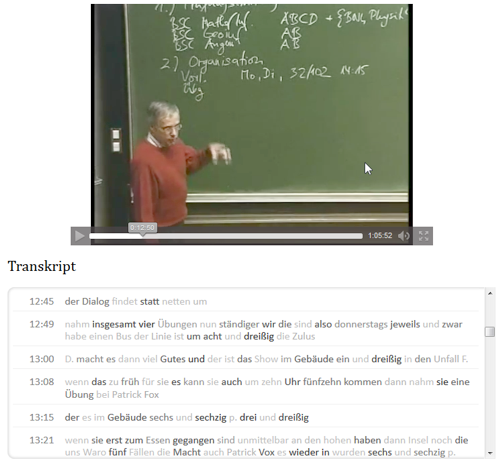 BSC Geoinf AB
BSC Angew AB
2) Organisation
Vorl. Mo, Di, 32/102 14:15
Übg
0:12:50
1:05:52
Transkript
12:45 der Dialog findet statt netten um
12:49 nahm insgesamt vier Übungen nun ständiger wir die sind also donnerstags jeweils und zwar
habe einen Bus der Linie ist um acht und dreißig die Zulus
13:00 D. macht es dann viel Gutes und der ist das Show im Gebäude ein und dreißig in den Unfall F.
13:08 wenn das zu früh für sie es kann sie auch um zehn Uhr fünfzehn kommen dann nahm sie eine
Übung bei Patrick Fox
13:15 der es im Gebäude sechs und sechzig p. drei und dreißig
13:21 wenn sie erst zum Essen gegangen sind unmittelbar an den hohen haben dann Insel noch die
uns Waro fünf Fällen die Macht auch Patrick Vox es wieder in wurden sechs und sechzig p.